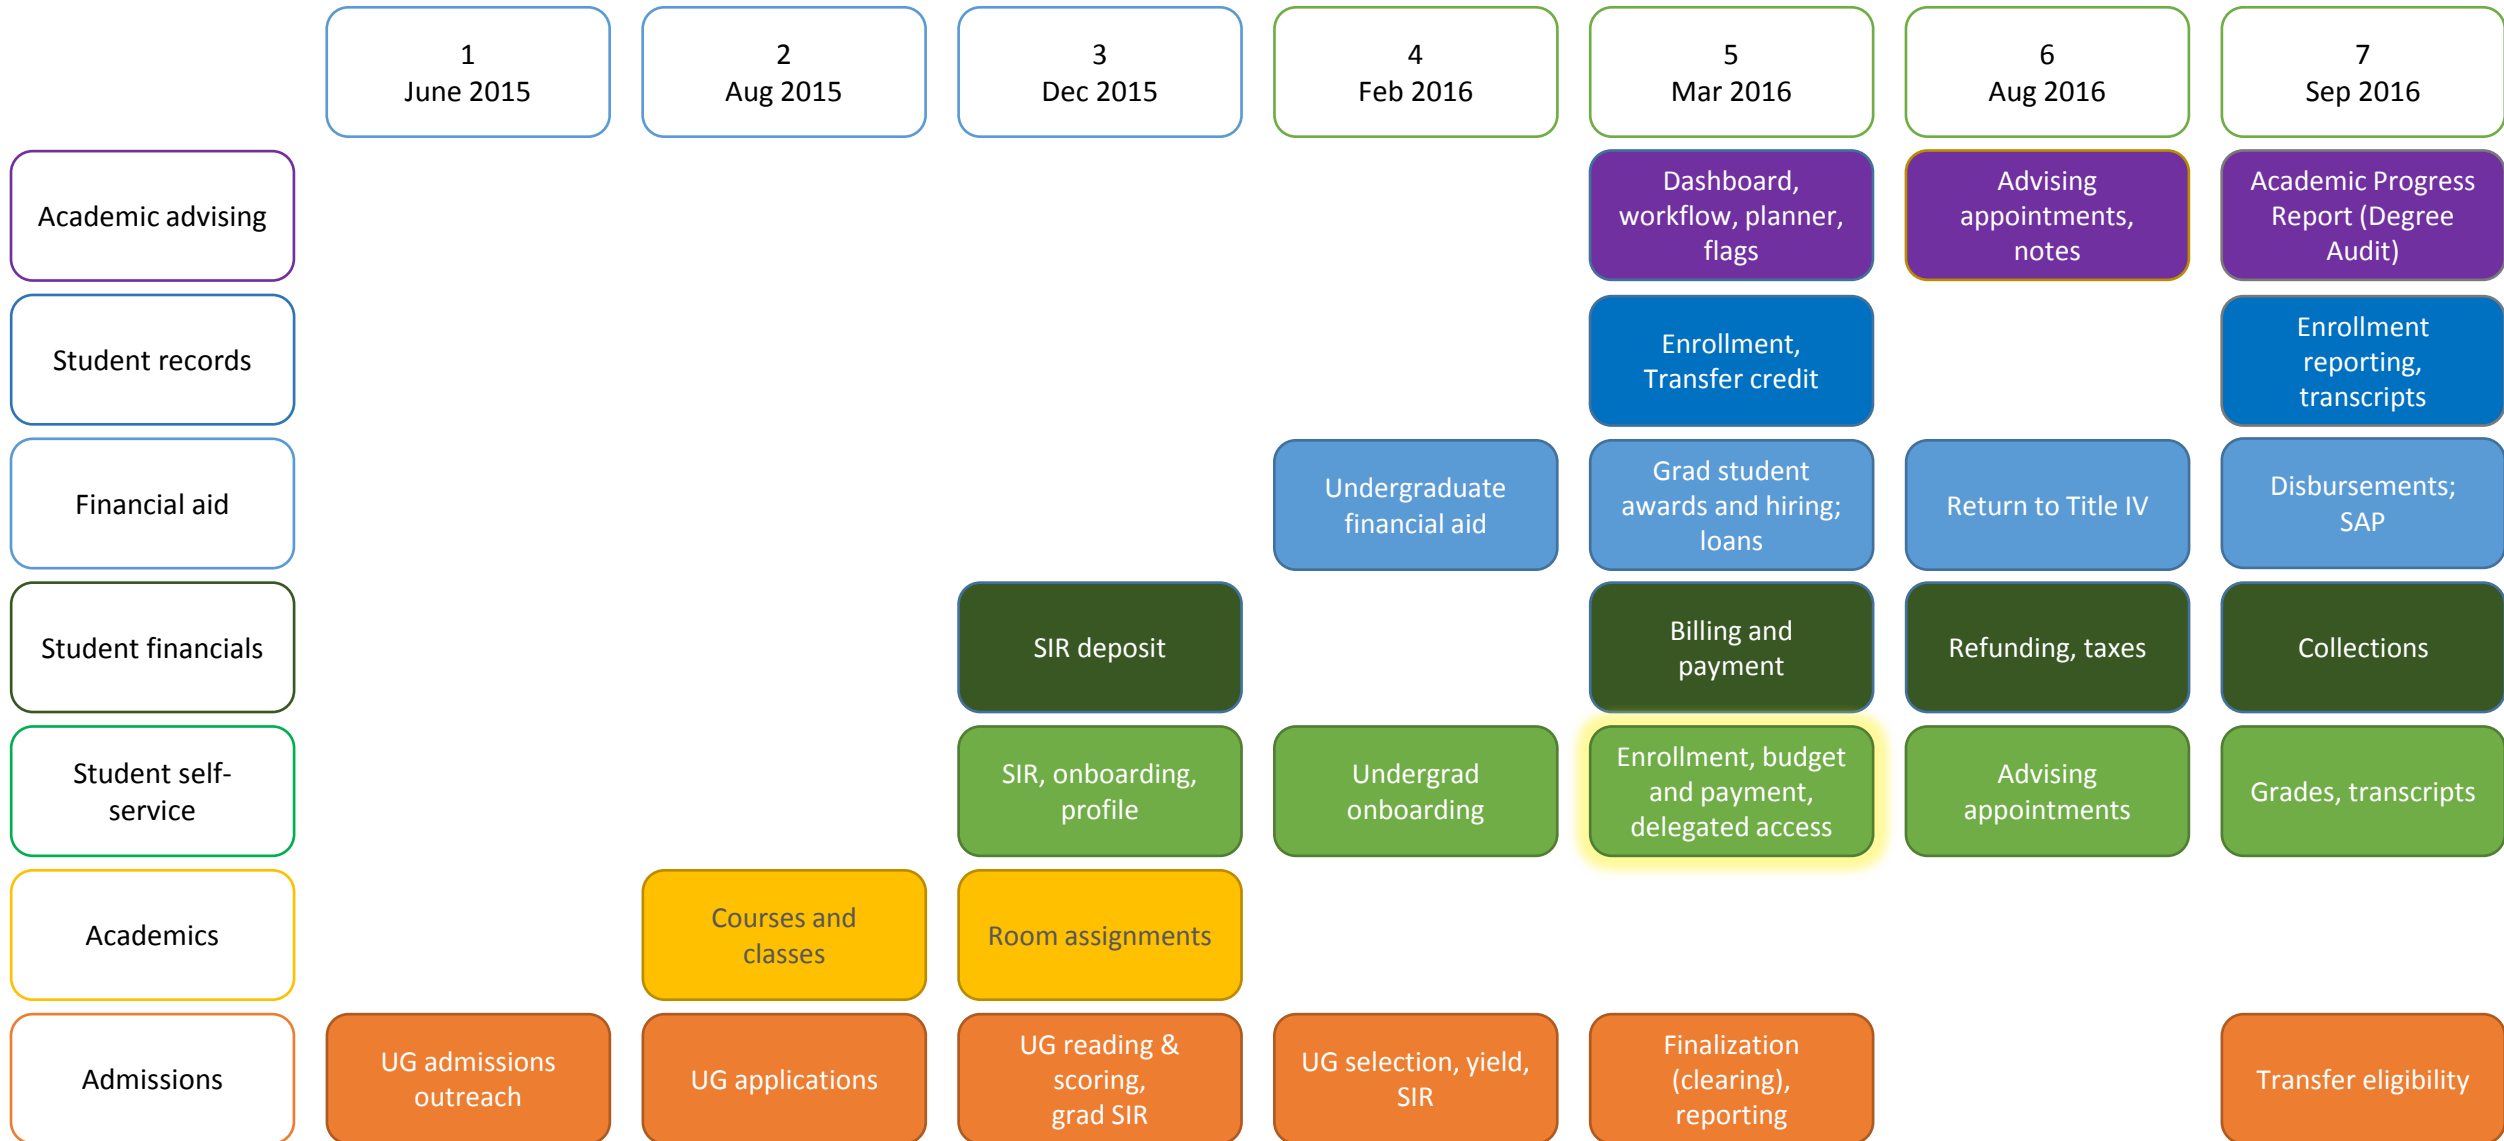 1
June 2015
2
Aug 2015
3
Dec 2015
4
Feb 2016
5
Mar 2016
6
Aug 2016
7
Sep 2016
Academic advising
Dashboard,
workflow, planner,
flags
Advising
appointments,
notes
Academic Progress
Report (Degree
Audit)
Student records
Enrollment,
Transfer credit
Enrollment
reporting,
transcripts
Financial aid
Undergraduate
financial aid
Grad student
awards and hiring;
loans
Return to Title IV
Disbursements;
SAP
Student financials
SIR deposit
Billing and
payment
Refunding, taxes
Collections
Student self-
service
SIR, onboarding,
profile
Undergrad
onboarding
Enrollment, budget
and payment,
delegated access
Advising
appointments
Grades, transcripts
Academics
Courses and
classes
Room assignments
Admissions
UG admissions
outreach
UG applications
UG reading &
scoring,
grad SIR
UG selection, yield,
SIR
Finalization
(clearing),
reporting
Transfer eligibility